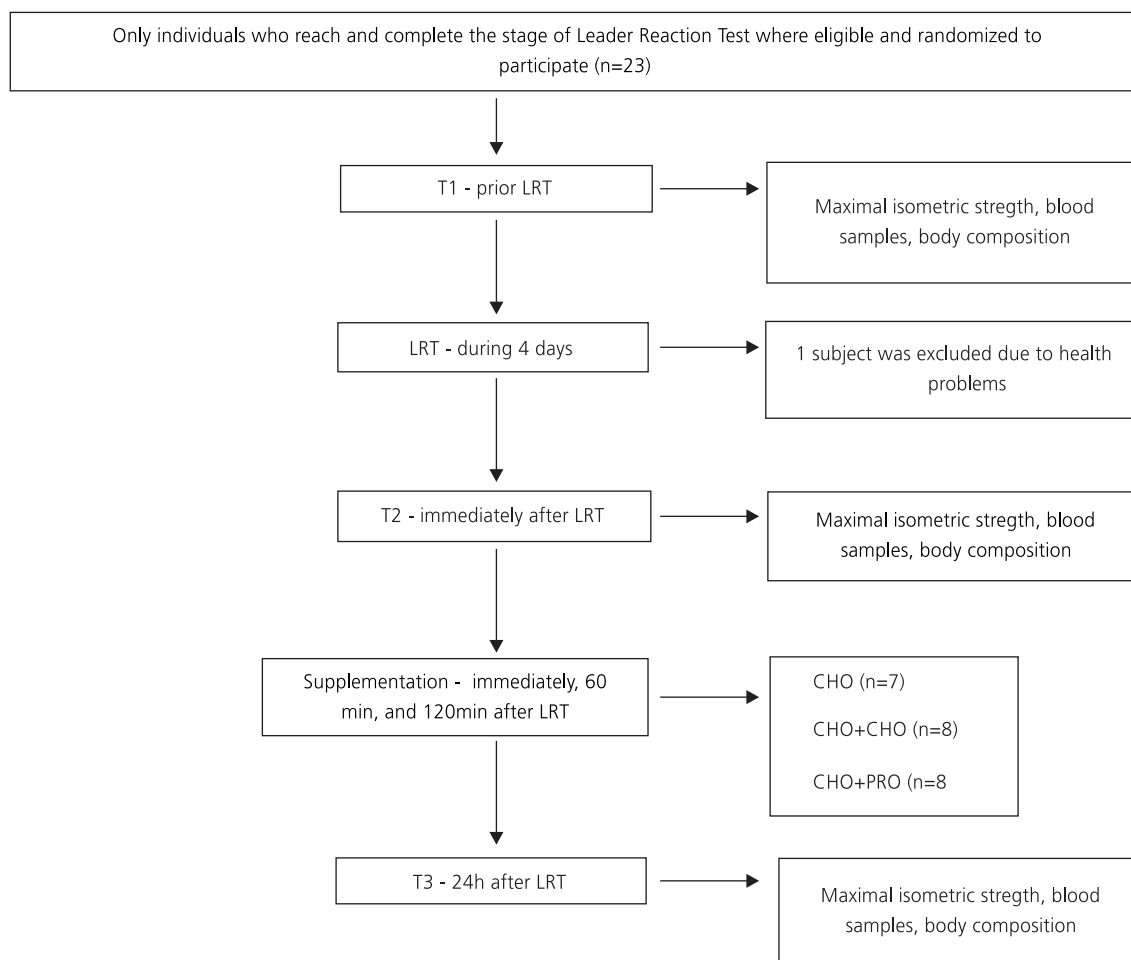 Only individuals who reach and complete the stage of Leader Reaction Test where eligible and randomized to
participate (n=23)
T1 - prior LRT
Maximal isometric stregth, blood
samples, body composition
LRT - during 4 days
1 subject was excluded due to health
problems
T2 - immediately after LRT
Maximal isometric stregth, blood
samples, body composition
Supplementation - immediately, 60
min, and 120min after LRT
CHO (n=7)
CHO+CHO (n=8)
CHO+PRO (n=8
T3 - 24h after LRT
Maximal isometric stregth, blood
samples, body composition